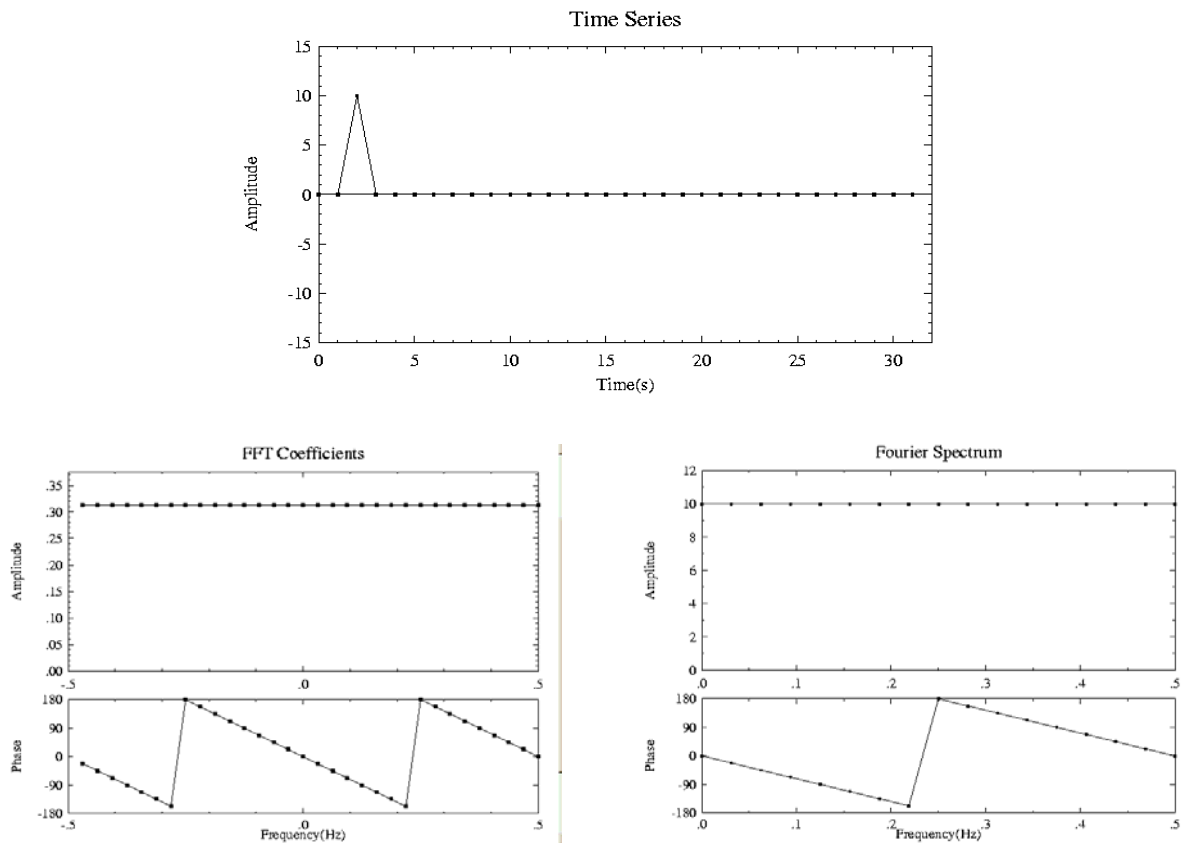 Time Series
15
10
5
0
-5
-10
-15
Amplitude
0 5 10 15 20 25 30
Time(s)
FFT Coefficients
.35
.30
.25
.20
.15
.10
.05
.00
Amplitude
-.5 .0 .5
180
90
0
-90
-180
Phase
-.5 .0 .5
Frequency(Hz)
Fourier Spectrum
12
10
8
6
4
2
0
Amplitude
.0 .1 .2 .3 .4 .5
180
90
0
-90
-180
Phase
.0 .1 .2 .3 .4 .5
Frequency(Hz)